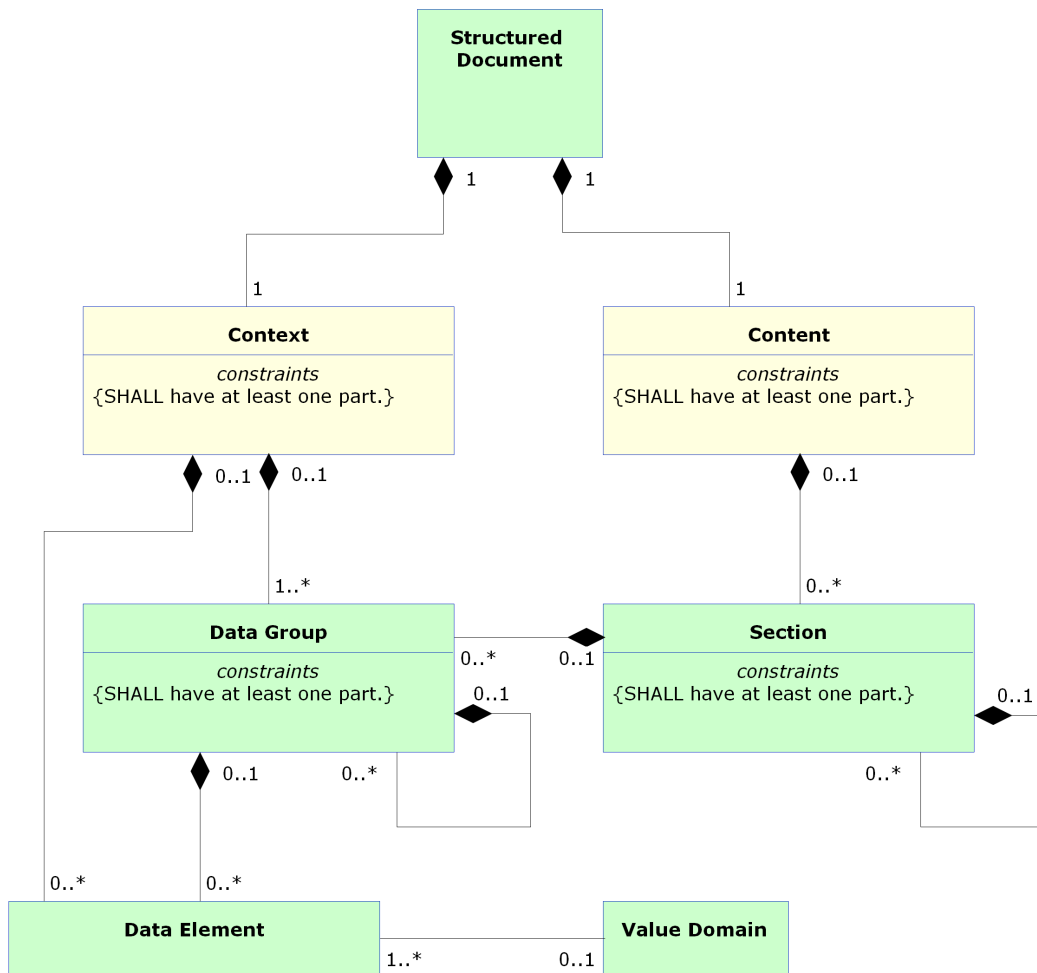 Structured
Document
1
1
1
1
Context
constraints
{SHALL have at least one part.}
Content
constraints
{SHALL have at least one part.}
0..1
0..1
0..1
1..*
0..*
Data Group
constraints
{SHALL have at least one part.}
Section
constraints
{SHALL have at least one part.}
0..*
0..1
0..1
0..1
0..1
0..*
0..*
0..*
0..*
Data Element
Value Domain
1..*
0..1